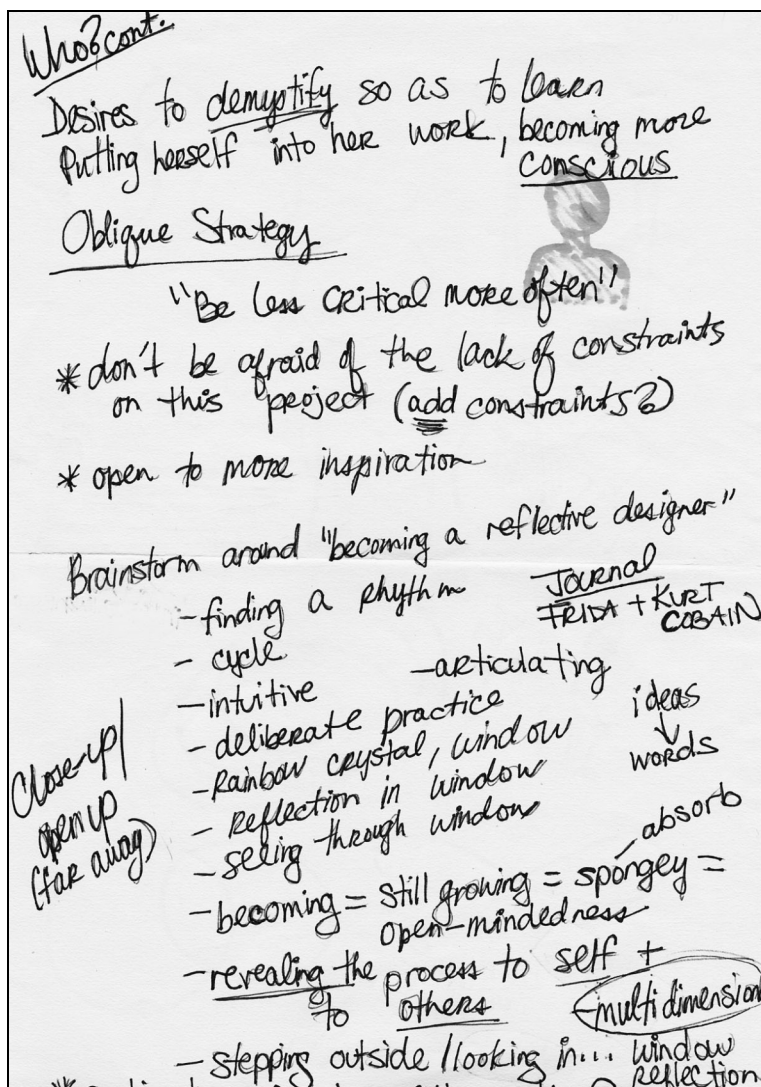 Who? cont.
Desires to demystify so as to learn
Putting herself into her work, becoming more
conscious
Oblique Strategy
"Be less critical more often"
* don't be afraid of the lack of constraints
on this project (add constraints?)
* open to more inspiration
Brainstorm around "becoming a reflective designer"
- finding a rhythm
Journal
FRIDA + KURT
COBAIN
- cycle
- intuitive
- articulating
ideas
↓
words
- deliberate practice
- Rainbow crystal, window
- Reflection in window
- seeing through window
Close-up/
open up
(far away)
absorb
- becoming = still growing = spongey =
open-mindedness
- revealing the process to self +
to others
- multidimension
- stepping outside / looking in... window
reflection